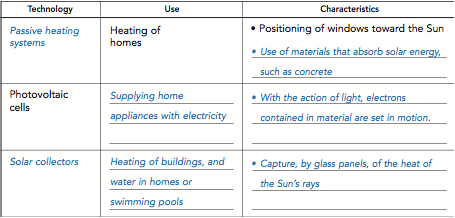 Technology Use Characteristics
Passive heating systems Heating of homes • Positioning of windows toward the Sun
• Use of materials that absorb solar energy,
such as concrete
Photovoltaic cells Supplying home appliances with electricity • With the action of light, electrons
contained in material are set in motion.
Solar collectors Heating of buildings, and water in homes or swimming pools • Capture, by glass panels, of the heat of
the Sun's rays